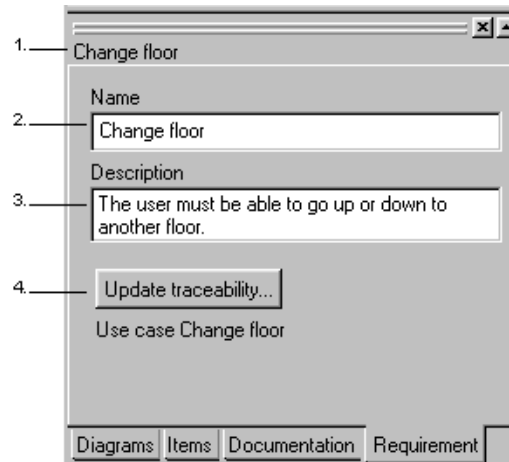 1.
Change floor
Name
2.
Change floor
Description
3.
The user must be able to go up or down to
another floor.
4.
Update traceability...
Use case Change floor
Diagrams Items Documentation Requirement